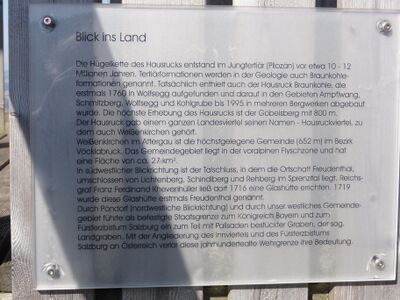 Blick ins Land
Die Hügelkette des Hausrucks entstand im Jungtertiär (Pliozän) vor etwa 10 - 12
Millionen Jahren. Tertiärformationen werden in der Geologie auch Braunkohle-
formationen genannt. Tatsächlich enthielt auch der Hausruck Braunkohle, die
erstmals 1760 in Wolfsegg aufgefunden und darauf in den Gebieten Ampflwang,
Schmitzberg, Wolfsegg und Kohlgrube bis 1995 in mehreren Bergwerken abgebaut
wurde. Die höchste Erhebung des Hausrucks ist der Göbelsberg mit 800 m.
Der Hausruck gab einem ganzen Landesviertel seinen Namen - Hausruckviertel, zu
dem auch Weißenkirchen gehört.
Weißenkirchen im Attergau ist die höchstgelegene Gemeinde (652 m) im Bezirk
Vöcklabruck. Das Gemeindegebiet liegt in der voralpinen Flyschzone und hat
eine Fläche von ca. 27 km².
In südwestlicher Blickrichtung ist der Talschluss, in dem die Ortschaft Freudenthal,
umschlossen von Lichtenberg, Schindlberg und Rehberg im Sprenzltal liegt. Reichs-
graf Franz Ferdinand Khevenhüller ließ dort 1716 eine Glashütte errichten. 1719
wurde diese Glashütte erstmals Freudenthal genannt.
Durch Pöndorf (nordwestliche Blickrichtung) und durch unser westliches Gemeinde-
gebiet führte als befestigte Staatsgrenze zum Königreich Bayern und zum
Fürsterzbistum Salzburg ein zum Teil mit Palisaden bestückter Graben, der sog.
Landgraben. Mit der Angliederung des Innviertels und des Fürsterzbistums
Salzburg an Österreich verlor diese jahrhundertealte Wehrgrenze ihre Bedeutung.